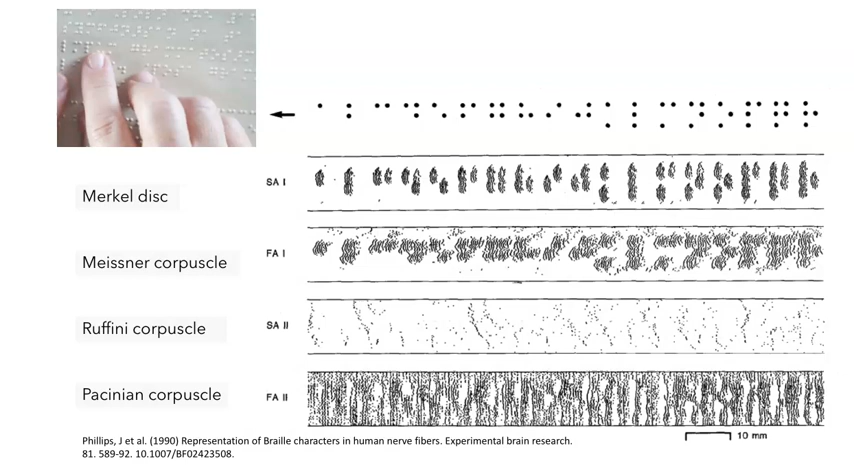 Merkel disc
SA I
Meissner corpuscle
FA I
Ruffini corpuscle
SA II
Pacinian corpuscle
FA II
10 mm
Phillips, J et al. (1990) Representation of Braille characters in human nerve fibers. Experimental brain research.
81. 589-92. 10.1007/BF02423508.